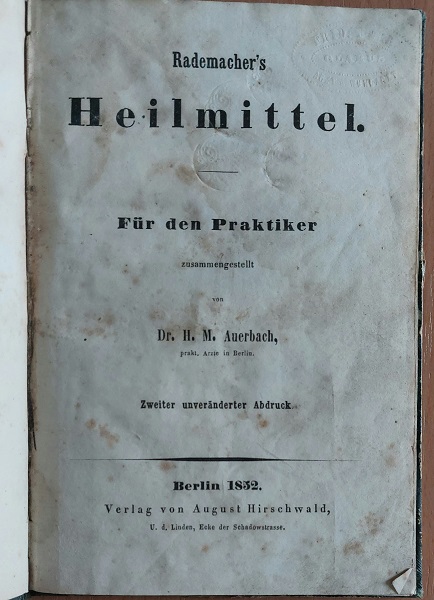 Rademacher's
Heilmittel.
Für den Praktiker
zusammengestellt
von
Dr. H. M. Auerbach,
prakt. Arzte in Berlin.
Zweiter unveränderter Abdruck.
Berlin 1852.
Verlag von August Hirschwald,
U. d. Linden, Ecke der Schadowstrasse.